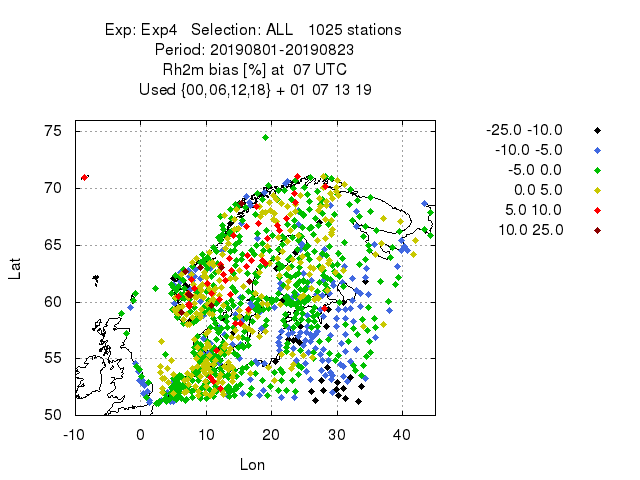 Exp: Exp4 Selection: ALL 1025 stations
Period: 20190801-20190823
Rh2m bias [%] at 07 UTC
Used {00,06,12,18} + 01 07 13 19
75
70
65
60
55
50
Lat
-10 0 10 20 30 40
Lon
-25.0 -10.0
-10.0 -5.0
-5.0 0.0
0.0 5.0
5.0 10.0
10.0 25.0